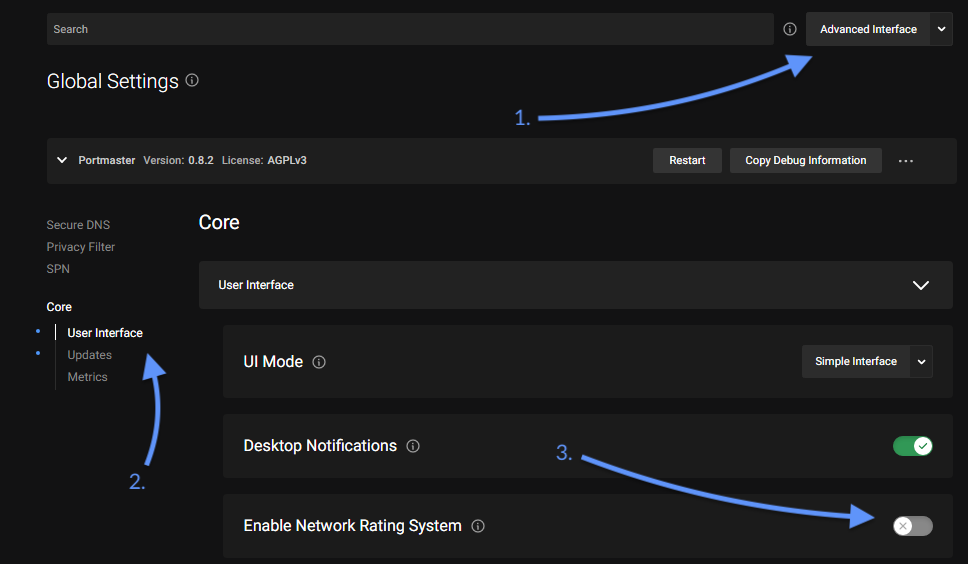 Search
Advanced Interface
Global Settings
1.
Portmaster Version: 0.8.2 License: AGPLv3
Restart
Copy Debug Information
Secure DNS
Privacy Filter
SPN
Core
User Interface
Updates
Metrics
2.
Core
User Interface
UI Mode
Simple Interface
Desktop Notifications
3.
Enable Network Rating System